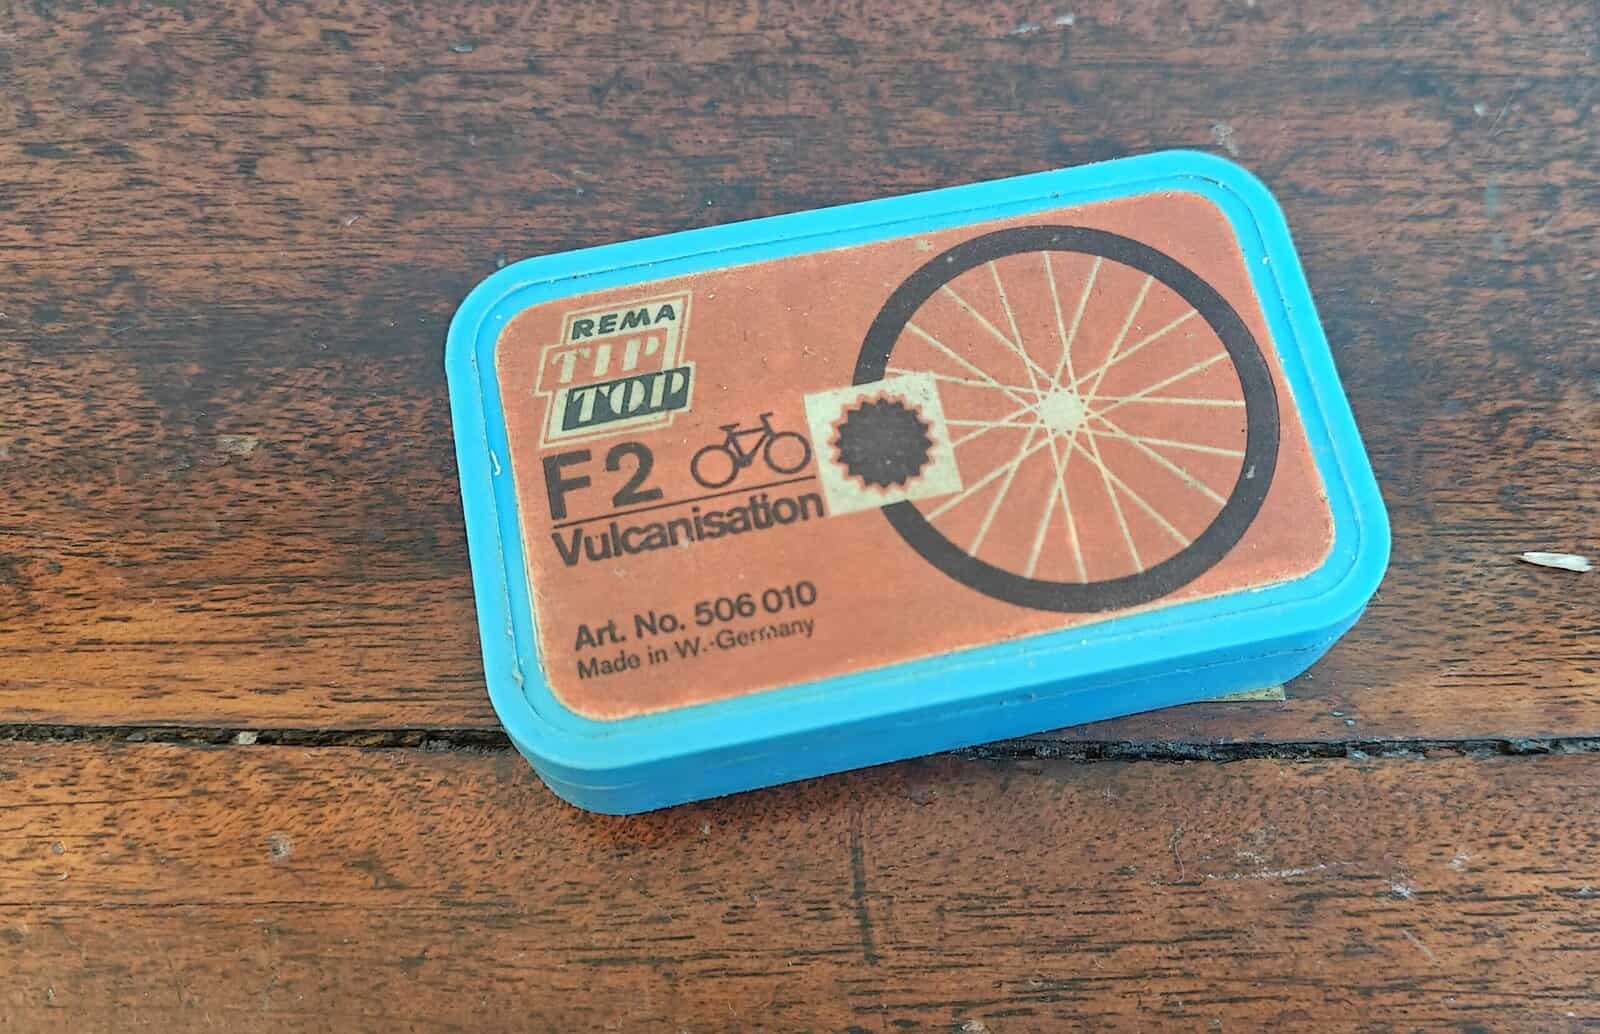 REMA
TIP
TOP
F2
Vulcanisation
Art. No. 506 010
Made in W.-Germany